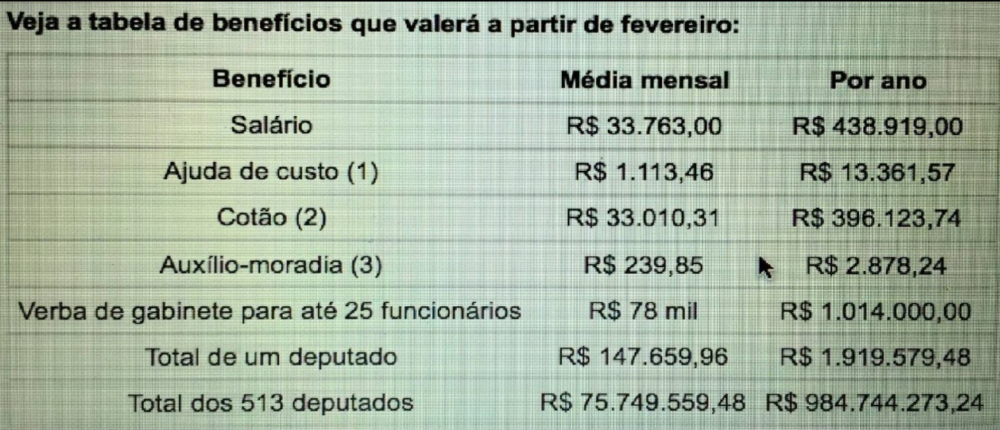 Veja a tabela de benefícios que valerá a partir de fevereiro:
Benefício Média mensal Por ano
Salário R$ 33.763,00 R$ 438.919,00
Ajuda de custo (1) R$ 1.113,46 R$ 13.361,57
Cotão (2) R$ 33.010,31 R$ 396.123,74
Auxílio-moradia (3) R$ 239,85 R$ 2.878,24
Verba de gabinete para até 25 funcionários R$ 78 mil R$ 1.014.000,00
Total de um deputado R$ 147.659,96 R$ 1.919.579,48
Total dos 513 deputados R$ 75.749.559,48 R$ 984.744.273,24